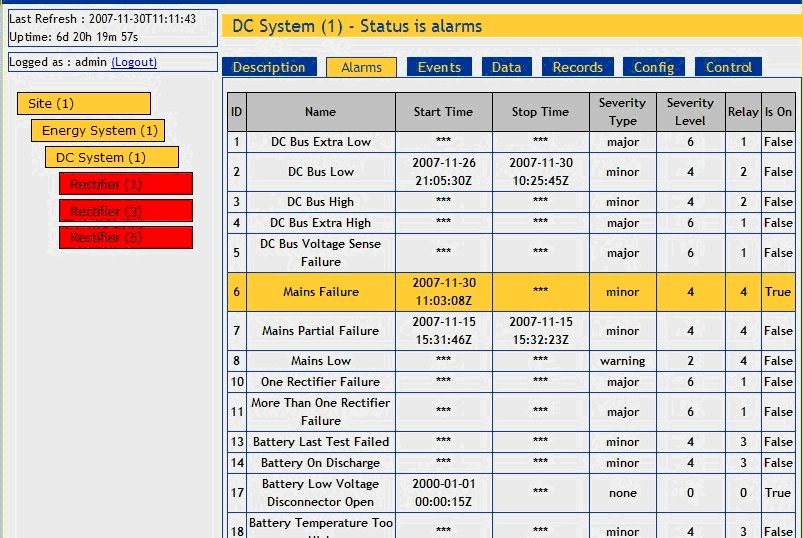 Last Refresh : 2007-11-30T11:11:43
Uptime: 6d 20h 19m 57s
Logged as : admin (Logout)
Site (1)
Energy System (1)
DC System (1)
Rectifier (1)
Rectifier (3)
Rectifier (5)
DC System (1) - Status is alarms
Description Alarms Events Data Records Config Control
ID Name Start Time Stop Time Severity Type Severity Level Relay Is On
1 DC Bus Extra Low *** *** major 6 1 False
2 DC Bus Low 2007-11-26 21:05:30Z 2007-11-30 10:25:45Z minor 4 2 False
3 DC Bus High *** *** minor 4 2 False
4 DC Bus Extra High *** *** major 6 1 False
5 DC Bus Voltage Sense Failure *** *** major 6 1 False
6 Mains Failure 2007-11-30 11:03:08Z *** minor 4 4 True
7 Mains Partial Failure 2007-11-15 15:31:46Z 2007-11-15 15:32:23Z minor 4 4 False
8 Mains Low *** *** warning 2 4 False
10 One Rectifier Failure *** *** major 6 1 False
11 More Than One Rectifier Failure *** *** major 6 1 False
13 Battery Last Test Failed *** *** minor 4 3 False
14 Battery On Discharge *** *** minor 4 3 False
17 Battery Low Voltage Disconnector Open 2000-01-01 00:00:15Z *** none 0 0 True
18 Battery Temperature Too *** *** minor 4 3 False